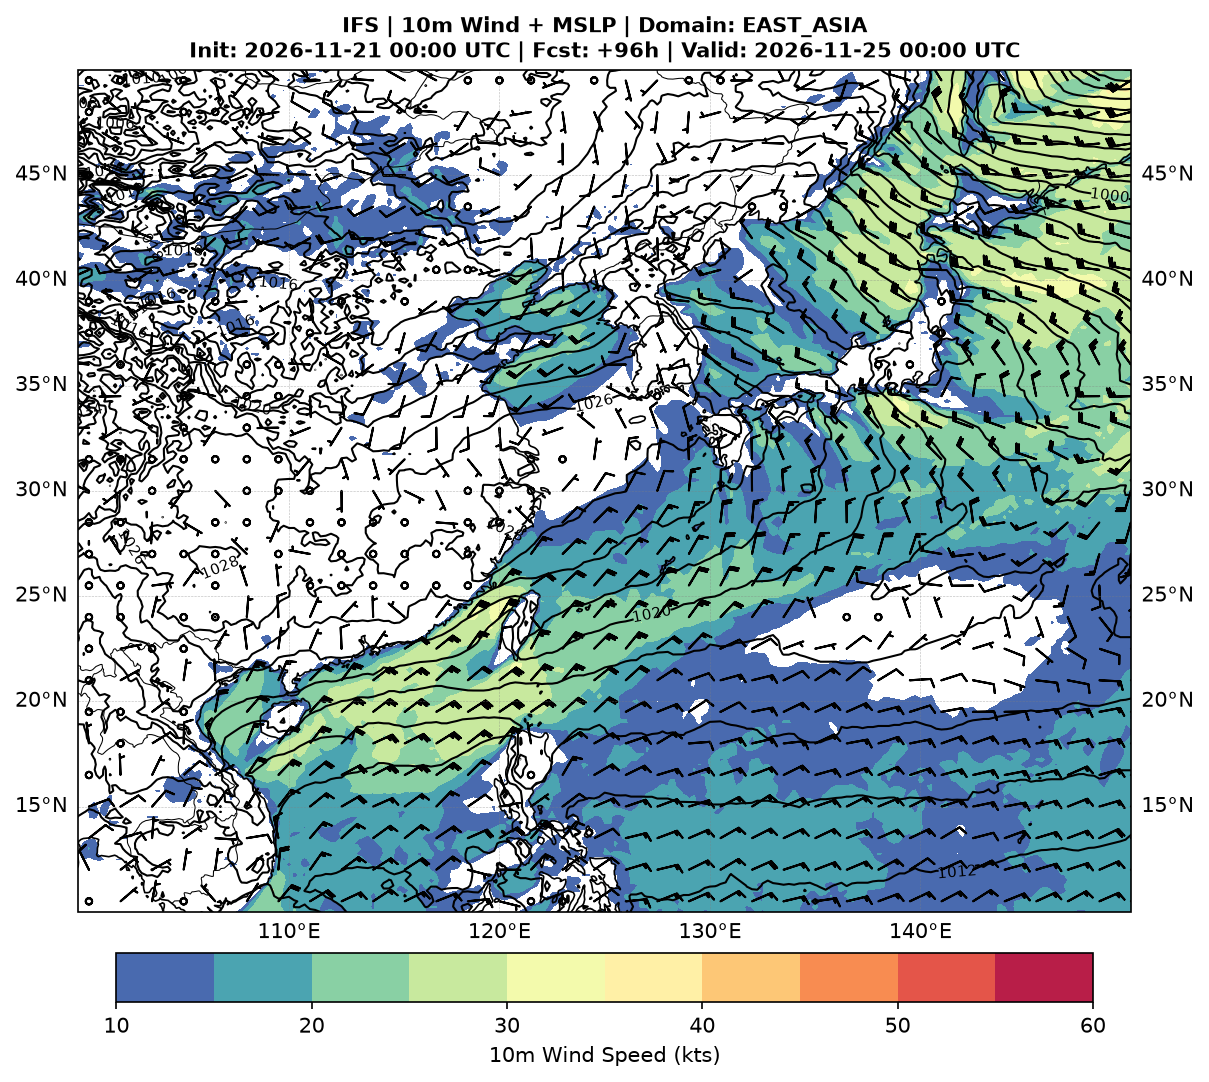 IFS | 10m Wind + MSLP | Domain: EAST_ASIA
Init: 2026-11-21 00:00 UTC | Fcst: +96h | Valid: 2026-11-25 00:00 UTC
45°N 45°N
1000
40°N 40°N
1016
1016
1016
35°N 35°N
1026
30°N 30°N
1028
25°N 25°N
1020
20°N 20°N
15°N 15°N
1012
110°E 120°E 130°E 140°E
10 20 30 40 50 60
10m Wind Speed (kts)